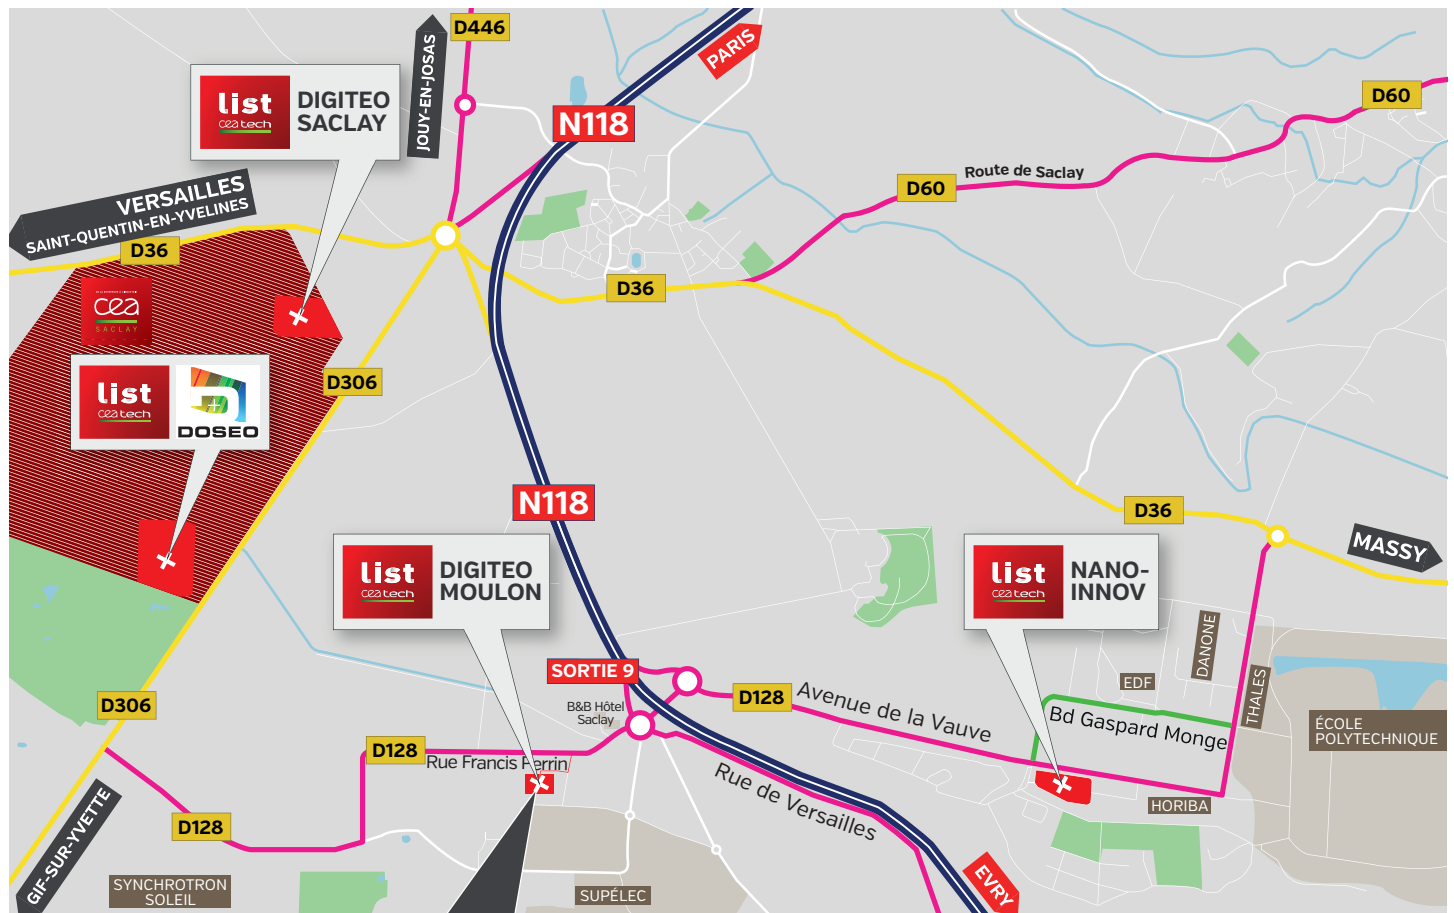 D446
JOUY-EN-JOSAS
PARIS
list
cea tech
DIGITEO
SACLAY
N118
D60
Route de Saclay
D60
VERSAILLES
SAINT-QUENTIN-EN-YVELINES
D36
D36
cea
SACLAY
list
cea tech
DOSEO
D306
N118
D36
MASSY
list
cea tech
DIGITEO
MOULON
list
cea tech
NANO-
INNOV
DANONE
EDF
THALES
SORTIE 9
D128
Avenue de la Vauve
B&B Hôtel
Saclay
Bd Gaspard Monge
ÉCOLE
POLYTECHNIQUE
D306
D128
Rue Francis Perrin
Rue de Versailles
HORIBA
D128
GIF-SUR-YVETTE
SYNCHROTRON
SOLEIL
SUPÉLEC
EVRY